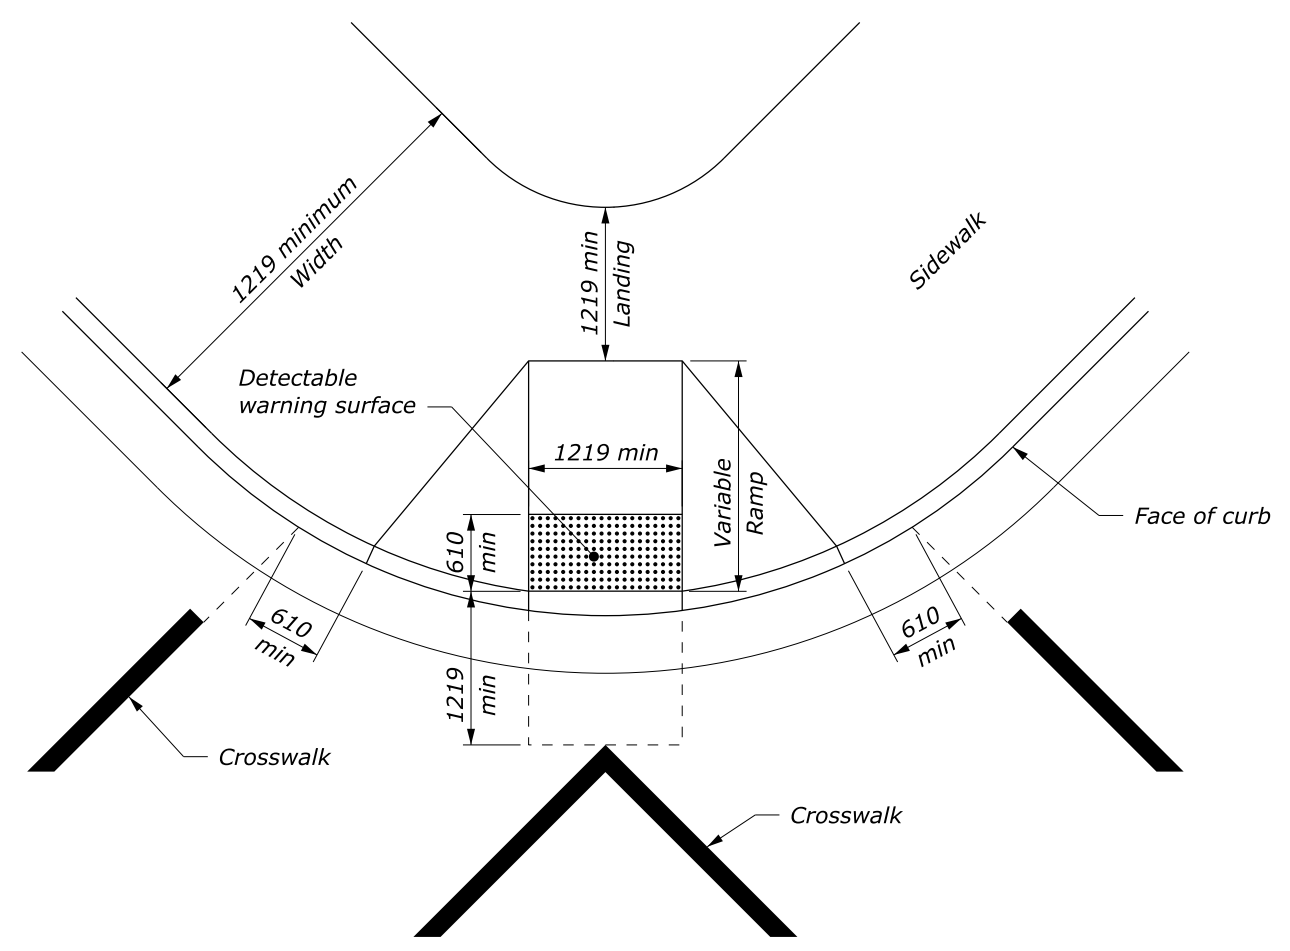 1219 minimum
Width
1219 min
Landing
Sidewalk
Detectable
warning surface
1219 min
Variable
Ramp
Face of curb
610
min
610
min
610
min
1219
min
Crosswalk
Crosswalk